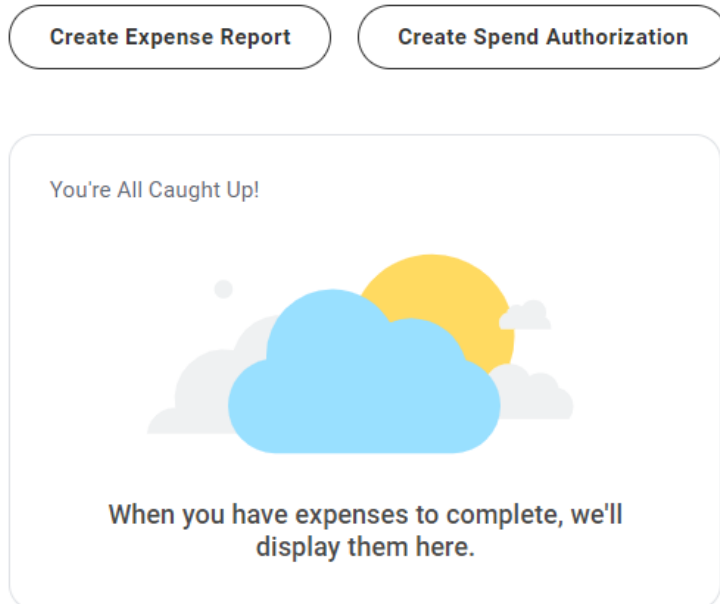 Create Expense Report
Create Spend Authorization
You're All Caught Up!
When you have expenses to complete, we'll
display them here.